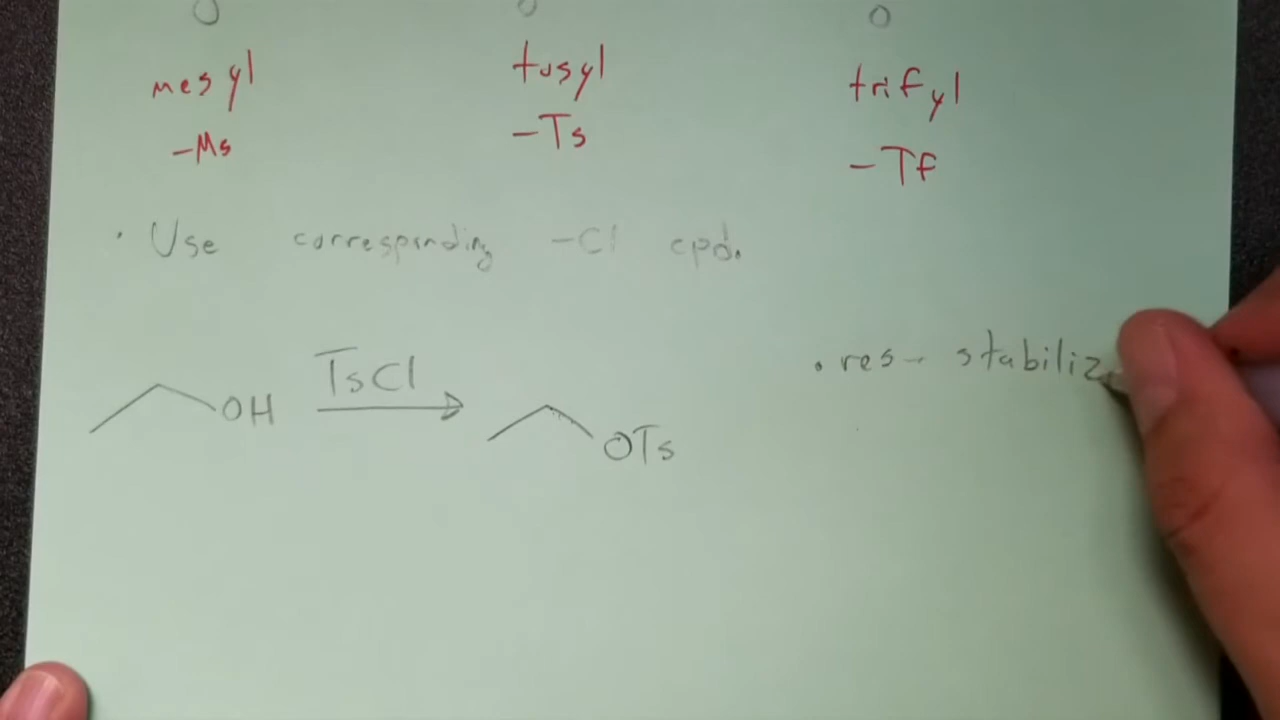 O O O
mesyl tosyl trifyl
-Ms -Ts -Tf
· Use corresponding -Cl cpd.
· res- stabiliz
TsCl
OH OTs